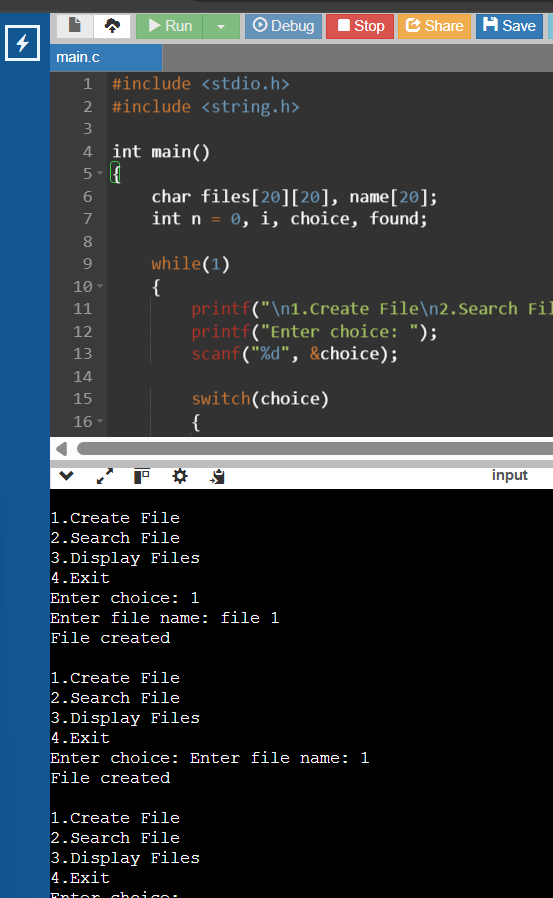 Run Debug Stop Share Save
main.c
1 #include <stdio.h>
2 #include <string.h>
3
4 int main()
5 {
6 char files[20][20], name[20];
7 int n = 0, i, choice, found;
8
9 while(1)
10 {
11 printf("\n1.Create File\n2.Search Fil
12 printf("Enter choice: ");
13 scanf("%d", &choice);
14
15 switch(choice)
16 {
input
1.Create File
2.Search File
3.Display Files
4.Exit
Enter choice: 1
Enter file name: file 1
File created
1.Create File
2.Search File
3.Display Files
4.Exit
Enter choice: Enter file name: 1
File created
1.Create File
2.Search File
3.Display Files
4.Exit
Enter choice: